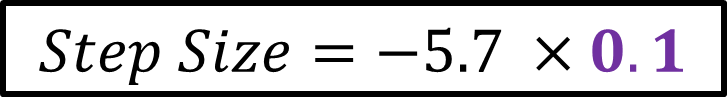 Step Size = −5.7 × 0.1